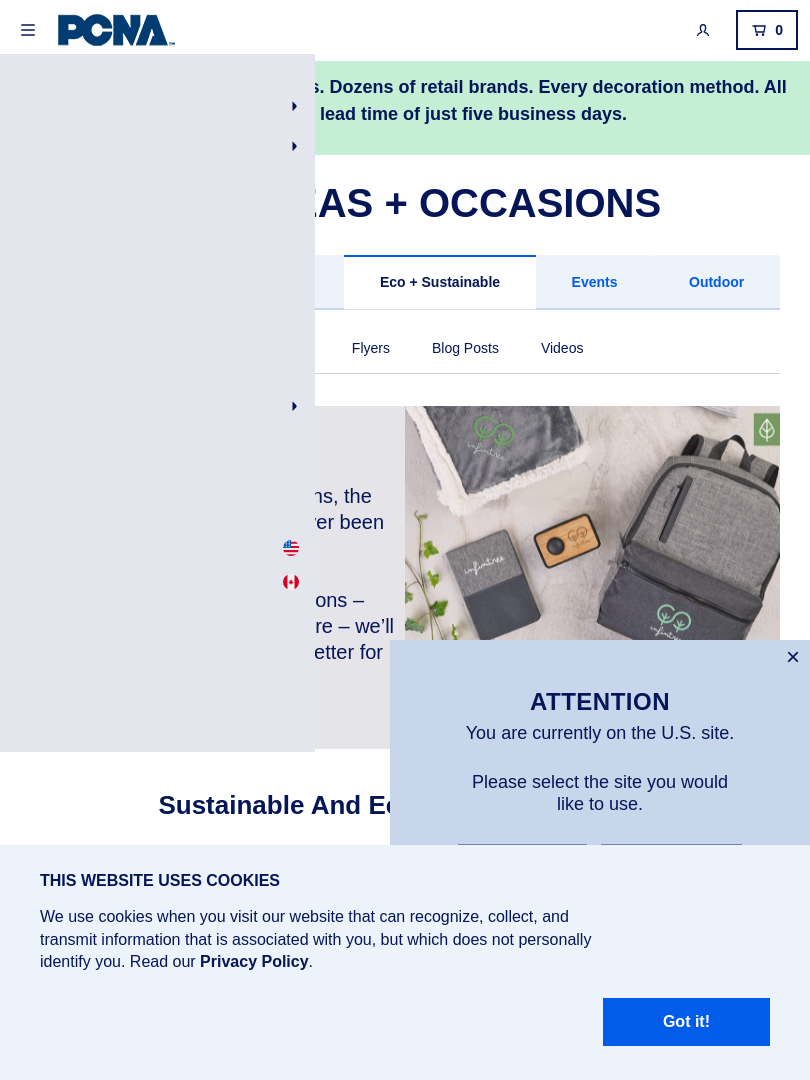 PCNA
0
s. Dozens of retail brands. Every decoration method. All
lead time of just five business days.
EAS + OCCASIONS
Eco + Sustainable
Events
Outdoor
Flyers
Blog Posts
Videos
ns, the
ver been
ons –
re – we’ll
etter for
infinitree
infinitree
Sustainable And Ec
×
ATTENTION
You are currently on the U.S. site.
Please select the site you would
like to use.
THIS WEBSITE USES COOKIES
We use cookies when you visit our website that can recognize, collect, and
transmit information that is associated with you, but which does not personally
identify you. Read our Privacy Policy.
Got it!